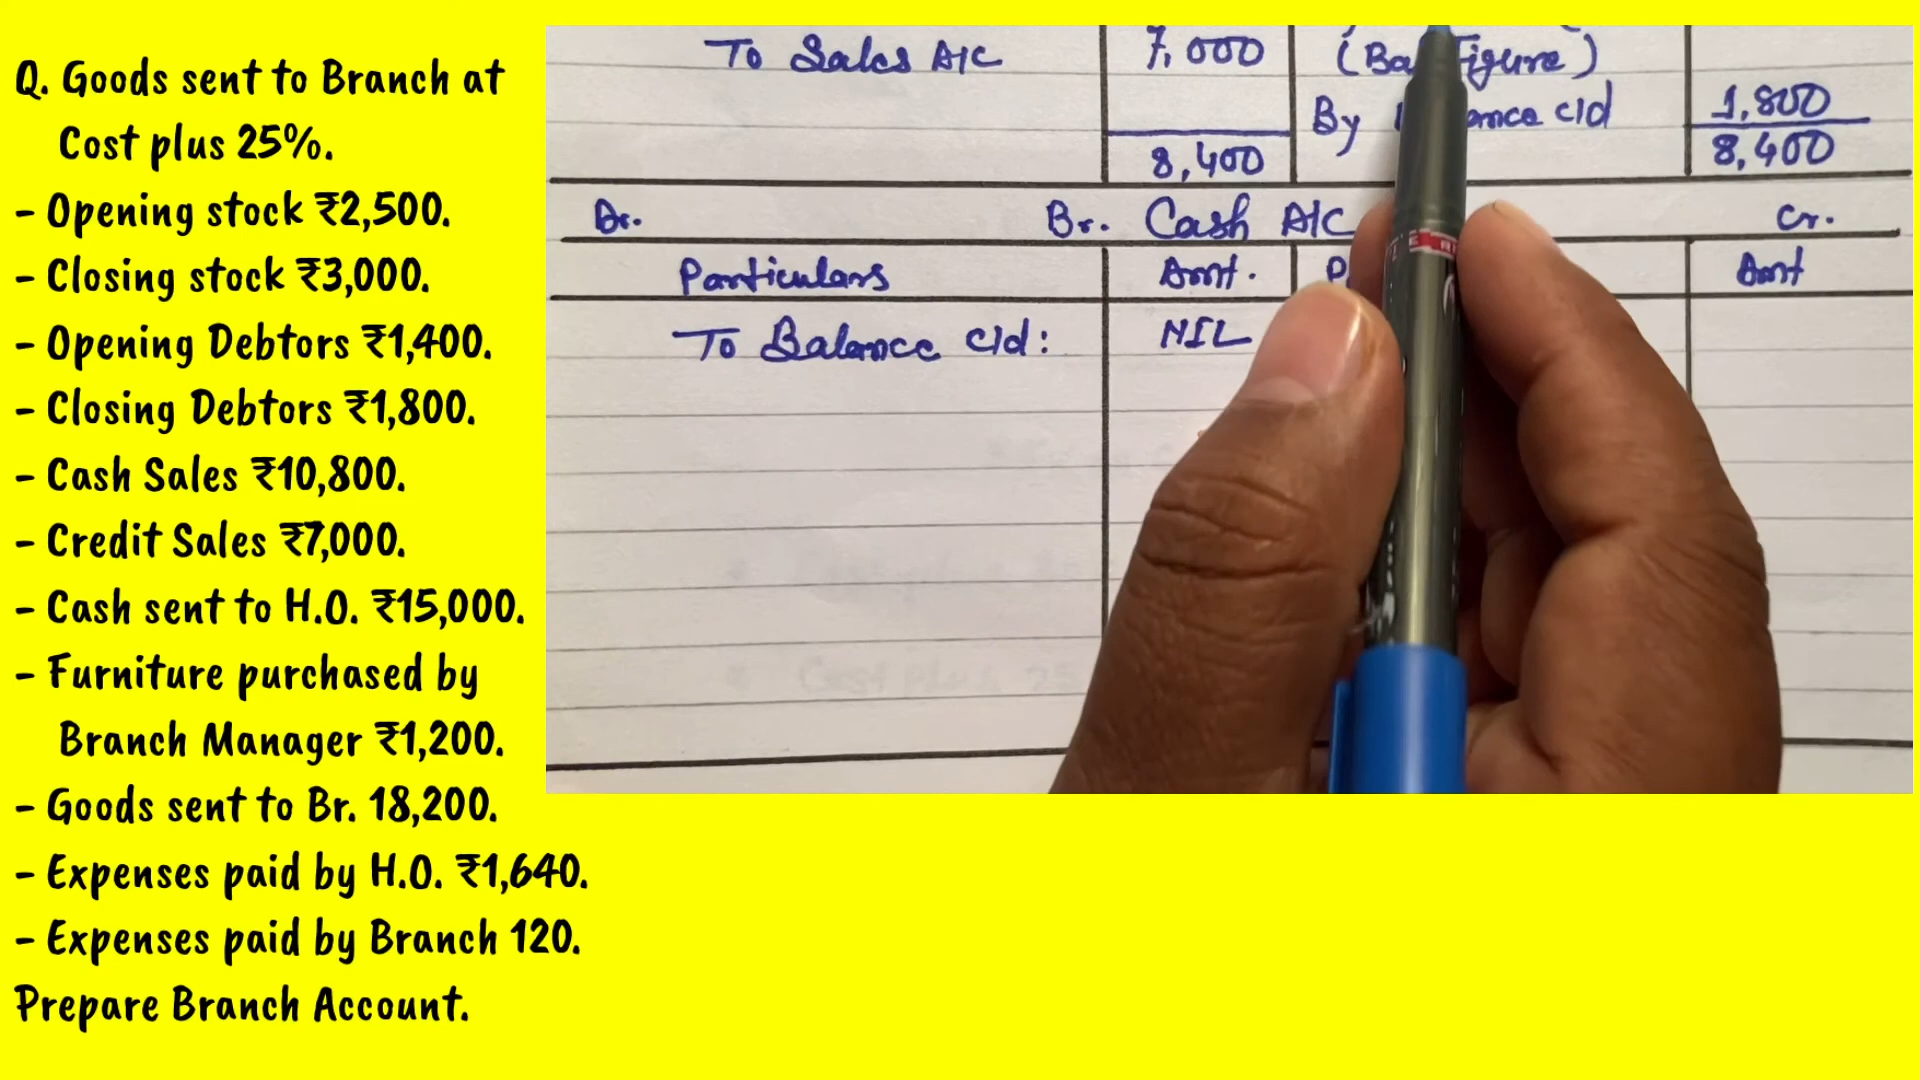 Q. Goods sent to Branch at
Cost plus 25%.
- Opening stock ₹2,500.
- Closing stock ₹3,000.
- Opening Debtors ₹1,400.
- Closing Debtors ₹1,800.
- Cash Sales ₹10,800.
- Credit Sales ₹7,000.
- Cash sent to H.O. ₹15,000.
- Furniture purchased by
Branch Manager ₹1,200.
- Goods sent to Br. 18,200.
- Expenses paid by H.O. ₹1,640.
- Expenses paid by Branch 120.
Prepare Branch Account.
To Sales A/C 7,000 (Ba Figure)
By c/d 1,800
8,400 8,400
Dr. Br. Cash A/C Cr.
Particulars Amt. P Amt
To Balance c/d: NIL